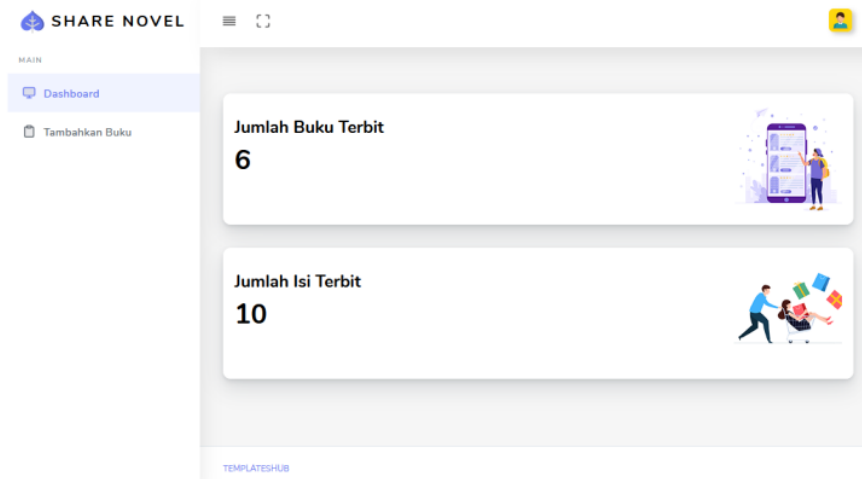 SHARE NOVEL
MAIN
Dashboard
Tambahkan Buku
Jumlah Buku Terbit
6
Jumlah Isi Terbit
10
TEMPLATESHUB